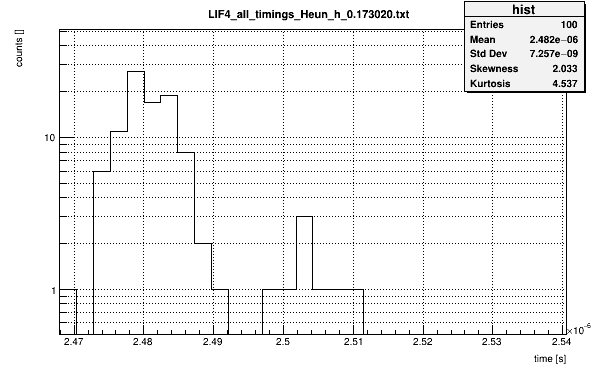 LIF4_all_timings_Heun_h_0.173020.txt
hist
Entries 100
Mean 2.482e−06
Std Dev 7.257e−09
Skewness 2.033
Kurtosis 4.537
counts []
10
1
2.47 2.48 2.49 2.5 2.51 2.52 2.53 2.54
×10−6
time [s]